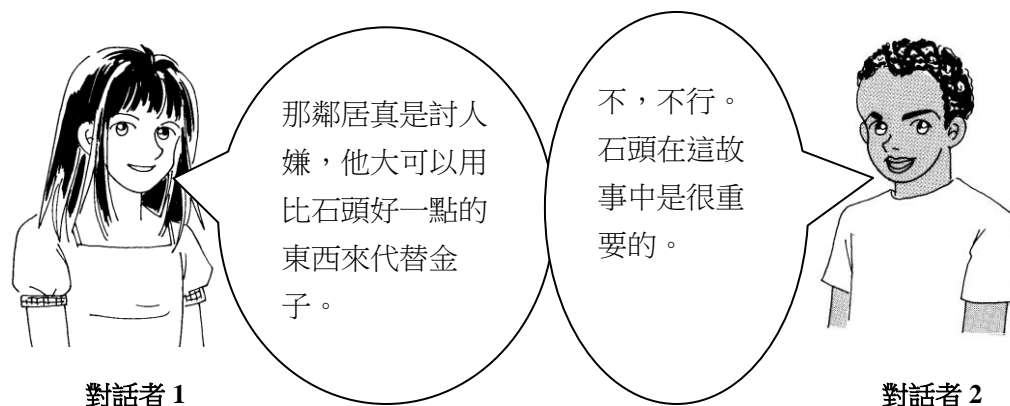 那鄰居真是討人
嫌，他大可以用
比石頭好一點的
東西來代替金
子。
不，不行。
石頭在這故
事中是很重
要的。
對話者 1
對話者 2